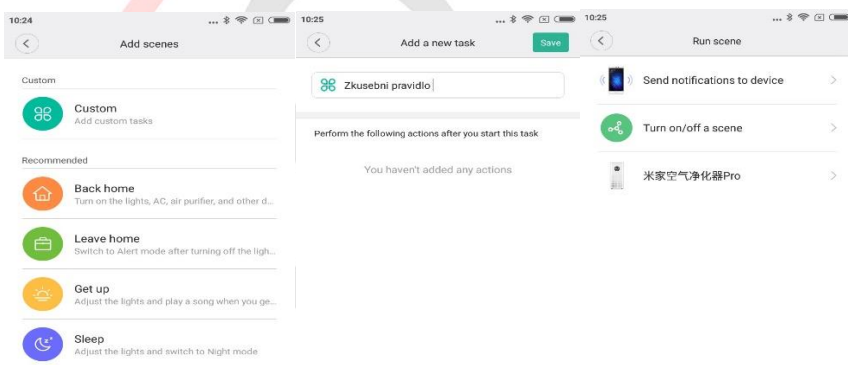 10:24
Add scenes
Custom
Custom
Add custom tasks
Recommended
Back home
Turn on the lights, AC, air purifier, and other d...
Leave home
Switch to Alert mode after turning off the ligh...
Get up
Adjust the lights and play a song when you ge...
Sleep
Adjust the lights and switch to Night mode
10:25
Add a new task
Save
Zkusebni pravidlo
Perform the following actions after you start this task
You haven't added any actions
10:25
Run scene
Send notifications to device
Turn on/off a scene
米家空气净化器Pro